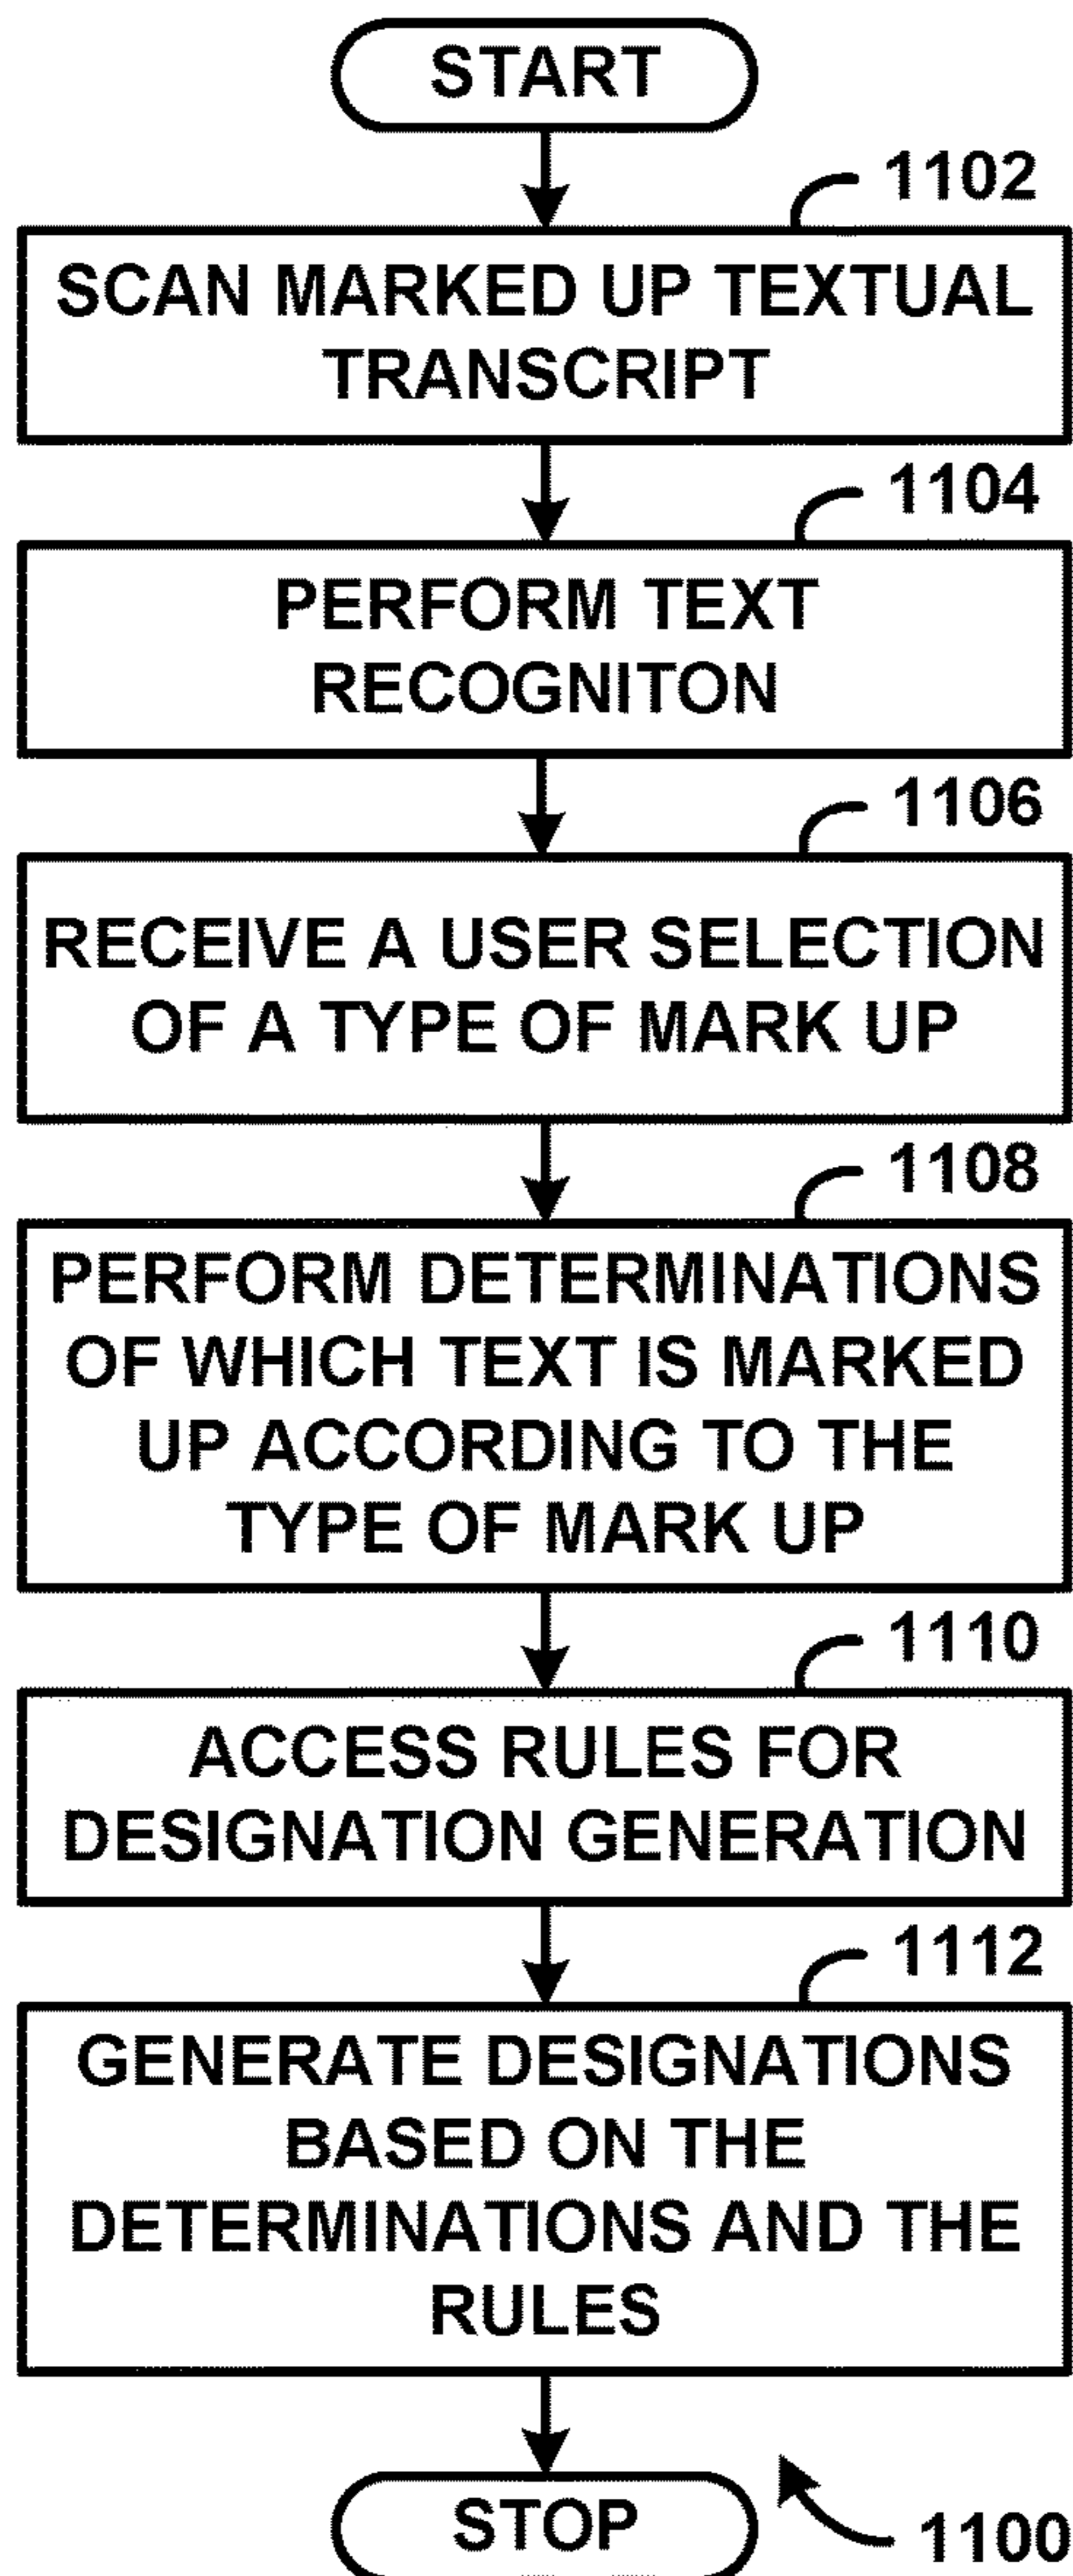 START
1102
SCAN MARKED UP TEXTUAL
TRANSCRIPT
1104
PERFORM TEXT
RECOGNITON
1106
RECEIVE A USER SELECTION
OF A TYPE OF MARK UP
1108
PERFORM DETERMINATIONS
OF WHICH TEXT IS MARKED
UP ACCORDING TO THE
TYPE OF MARK UP
1110
ACCESS RULES FOR
DESIGNATION GENERATION
1112
GENERATE DESIGNATIONS
BASED ON THE
DETERMINATIONS AND THE
RULES
STOP
1100